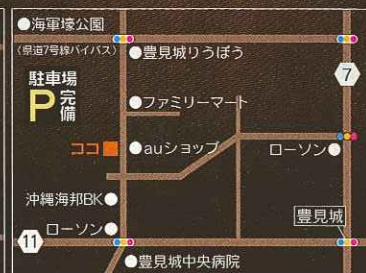 ●海軍壕公園
〈県道7号線バイパス〉
●豊見城りうぼう
7
駐車場
P完備
●ファミリーマート
ココ■
●auショップ
ローソン●
沖縄海邦BK●
豊見城
ローソン●
11
●豊見城中央病院